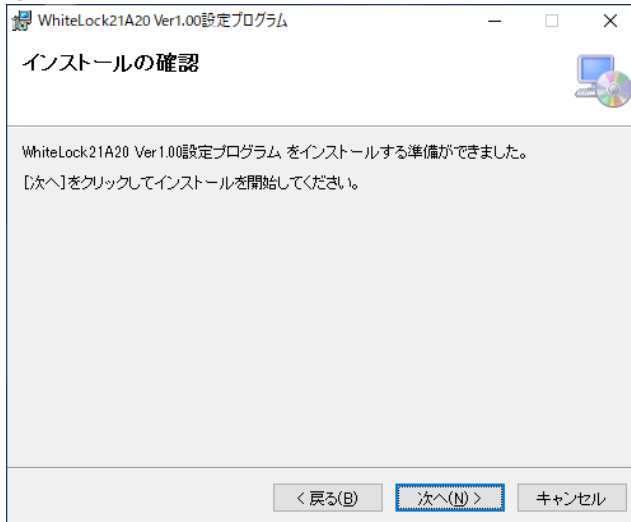 WhiteLock21A20 Ver1.00設定プログラム
インストールの確認
WhiteLock21A20 Ver1.00設定プログラム をインストールする準備ができました。
[次へ]をクリックしてインストールを開始してください。
< 戻る(B)
次へ(N) >
キャンセル